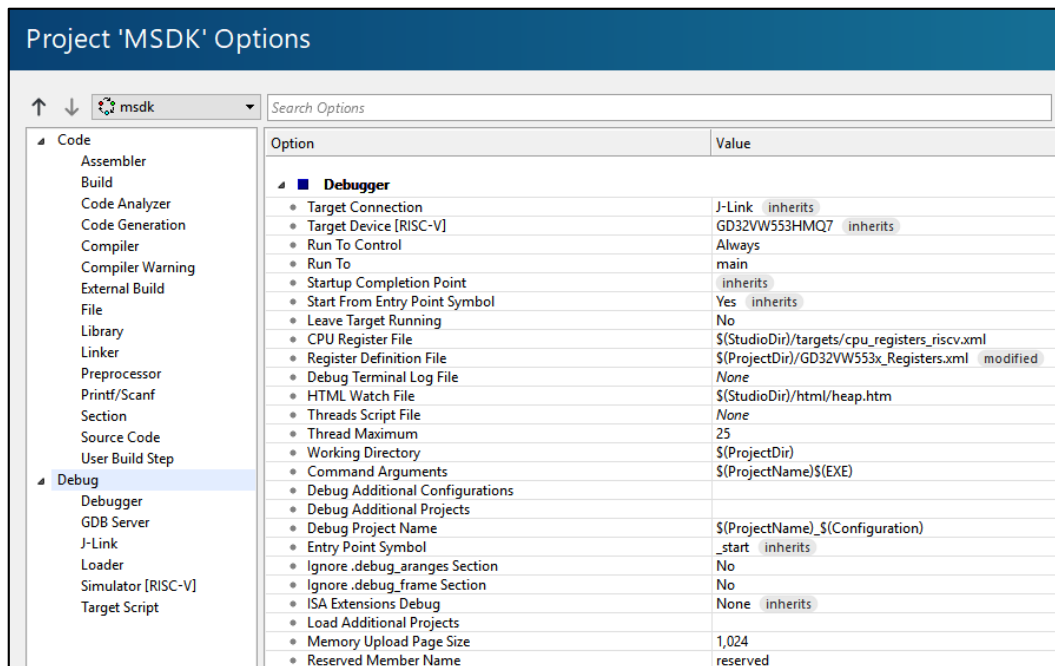 Project 'MSDK' Options
msdk
Search Options
Code
Assembler
Build
Code Analyzer
Code Generation
Compiler
Compiler Warning
External Build
File
Library
Linker
Preprocessor
Printf/Scanf
Section
Source Code
User Build Step
Debug
Debugger
GDB Server
J-Link
Loader
Simulator [RISC-V]
Target Script
Option Value
Debugger
Target Connection J-Link inherits
Target Device [RISC-V] GD32VW553HMQ7 inherits
Run To Control Always
Run To main
Startup Completion Point inherits
Start From Entry Point Symbol Yes inherits
Leave Target Running No
CPU Register File $(StudioDir)/targets/cpu_registers_riscv.xml
Register Definition File $(ProjectDir)/GD32VW553x_Registers.xml modified
Debug Terminal Log File None
HTML Watch File $(StudioDir)/html/heap.htm
Threads Script File None
Thread Maximum 25
Working Directory $(ProjectDir)
Command Arguments $(ProjectName)$(EXE)
Debug Additional Configurations
Debug Additional Projects
Debug Project Name $(ProjectName)_$(Configuration)
Entry Point Symbol _start inherits
Ignore .debug_aranges Section No
Ignore .debug_frame Section No
ISA Extensions Debug None inherits
Load Additional Projects
Memory Upload Page Size 1,024
Reserved Member Name reserved